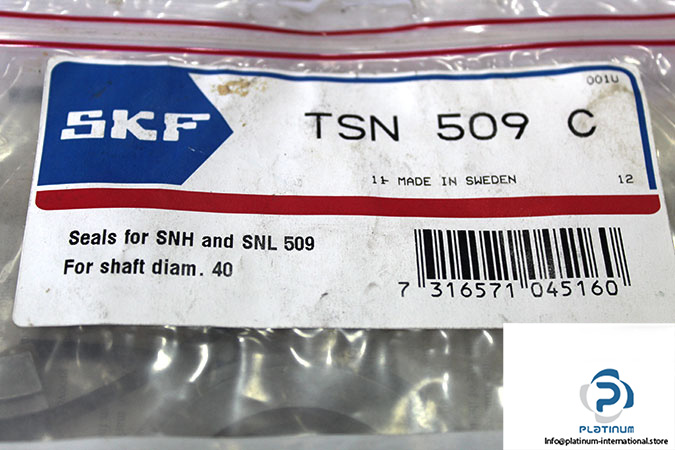 001U
SKF
TSN 509 C
11 MADE IN SWEDEN 12
Seals for SNH and SNL 509
For shaft diam. 40
7 316571 045160
PLATINUM
Info@platinum-international.store